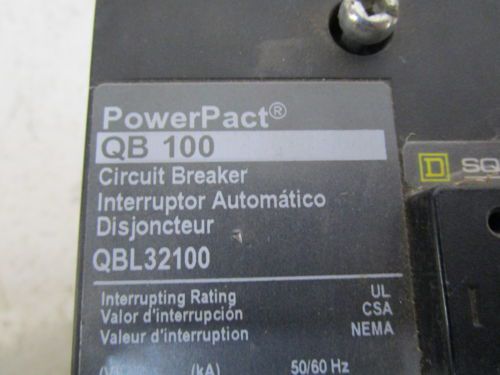 PowerPact®
QB 100
Circuit Breaker
Interruptor Automático
Disjoncteur
QBL32100
Interrupting Rating UL
Valor d'interrupción CSA
Valeur d'interruption NEMA
(kA) 50/60 Hz
D SQ